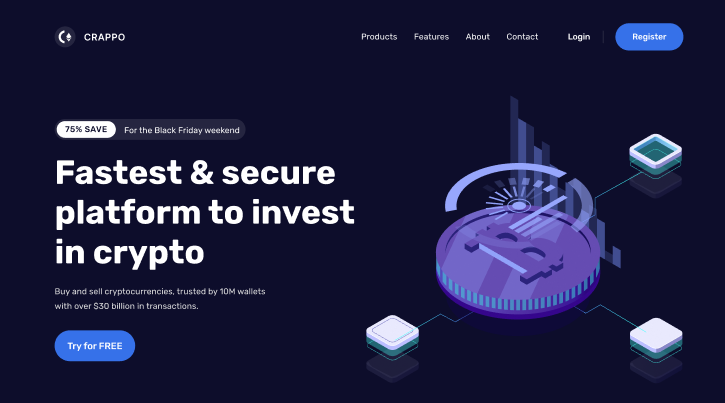 CRAPPO
Products Features About Contact Login Register
75% SAVE For the Black Friday weekend
Fastest & secure
platform to invest
in crypto
Buy and sell cryptocurrencies, trusted by 10M wallets
with over $30 billion in transactions.
Try for FREE